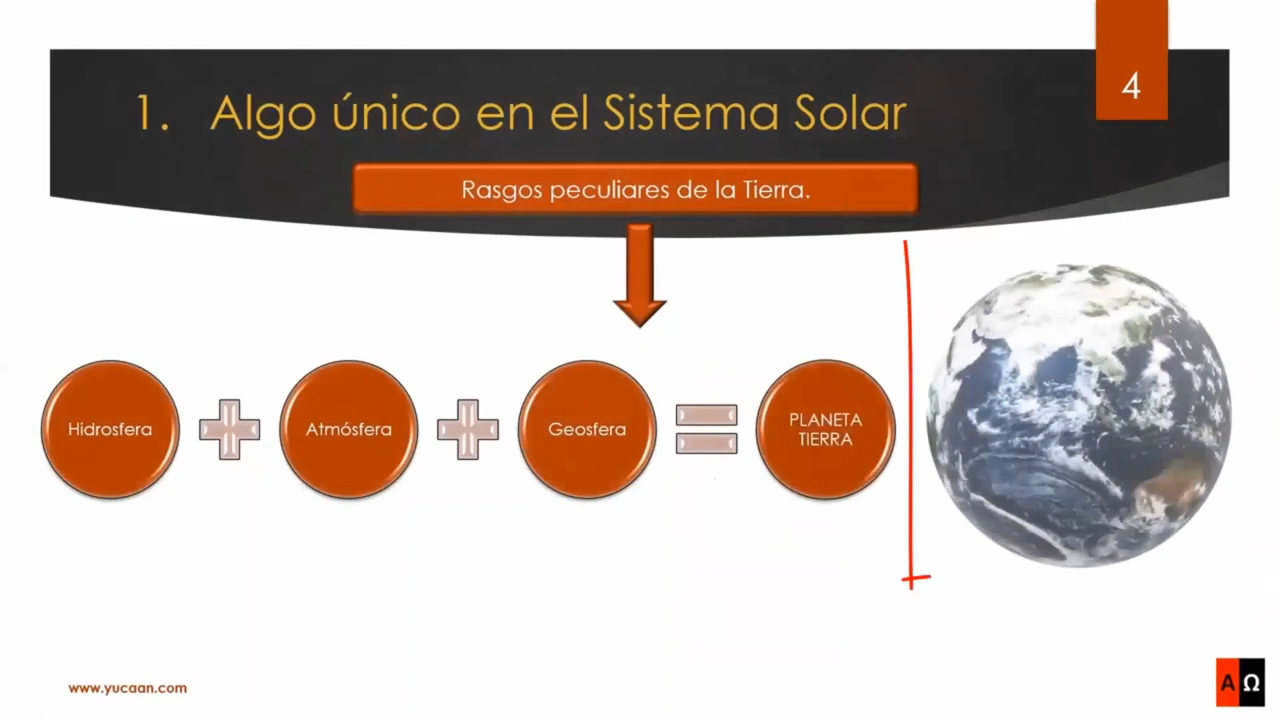 4
1. Algo único en el Sistema Solar
Rasgos peculiares de la Tierra.
Hidrosfera
Atmósfera
Geosfera
PLANETA
TIERRA
www.yucaan.com
AΩ